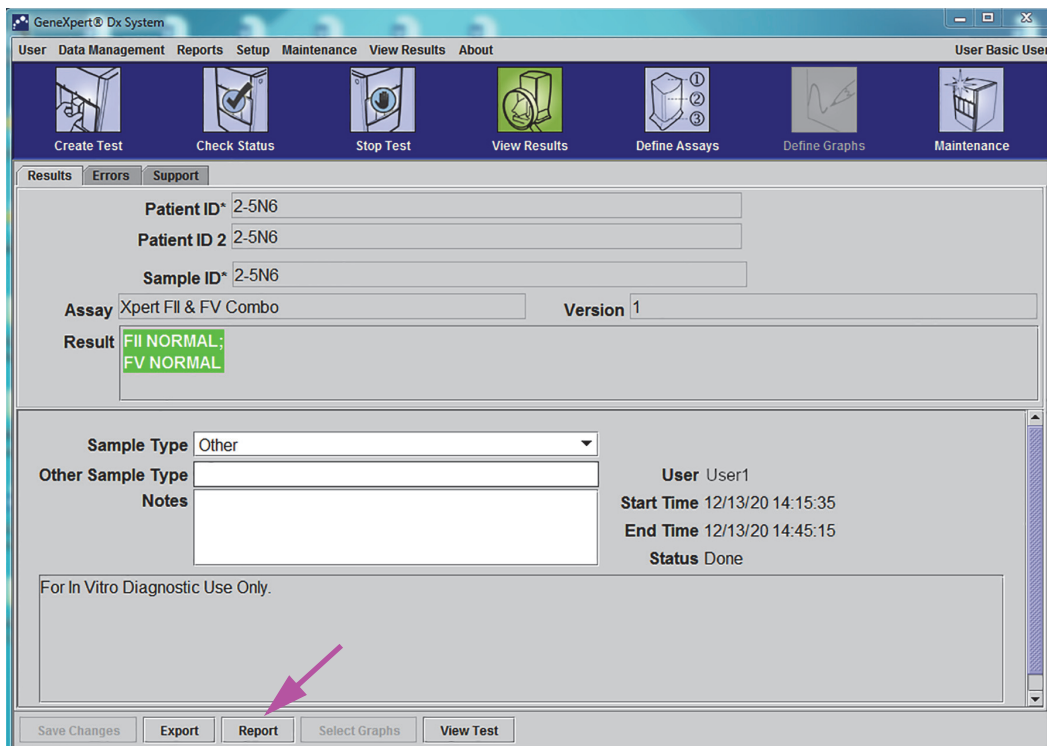 GeneXpert® Dx System
User Data Management Reports Setup Maintenance View Results About User Basic User
Create Test Check Status Stop Test View Results Define Assays Define Graphs Maintenance
Results Errors Support
Patient ID* 2-5N6
Patient ID 2 2-5N6
Sample ID* 2-5N6
Assay Xpert FII & FV Combo Version 1
Result FII NORMAL;
FV NORMAL
Sample Type Other
Other Sample Type User User1
Notes Start Time 12/13/20 14:15:35
End Time 12/13/20 14:45:15
Status Done
For In Vitro Diagnostic Use Only.
Save Changes Export Report Select Graphs View Test